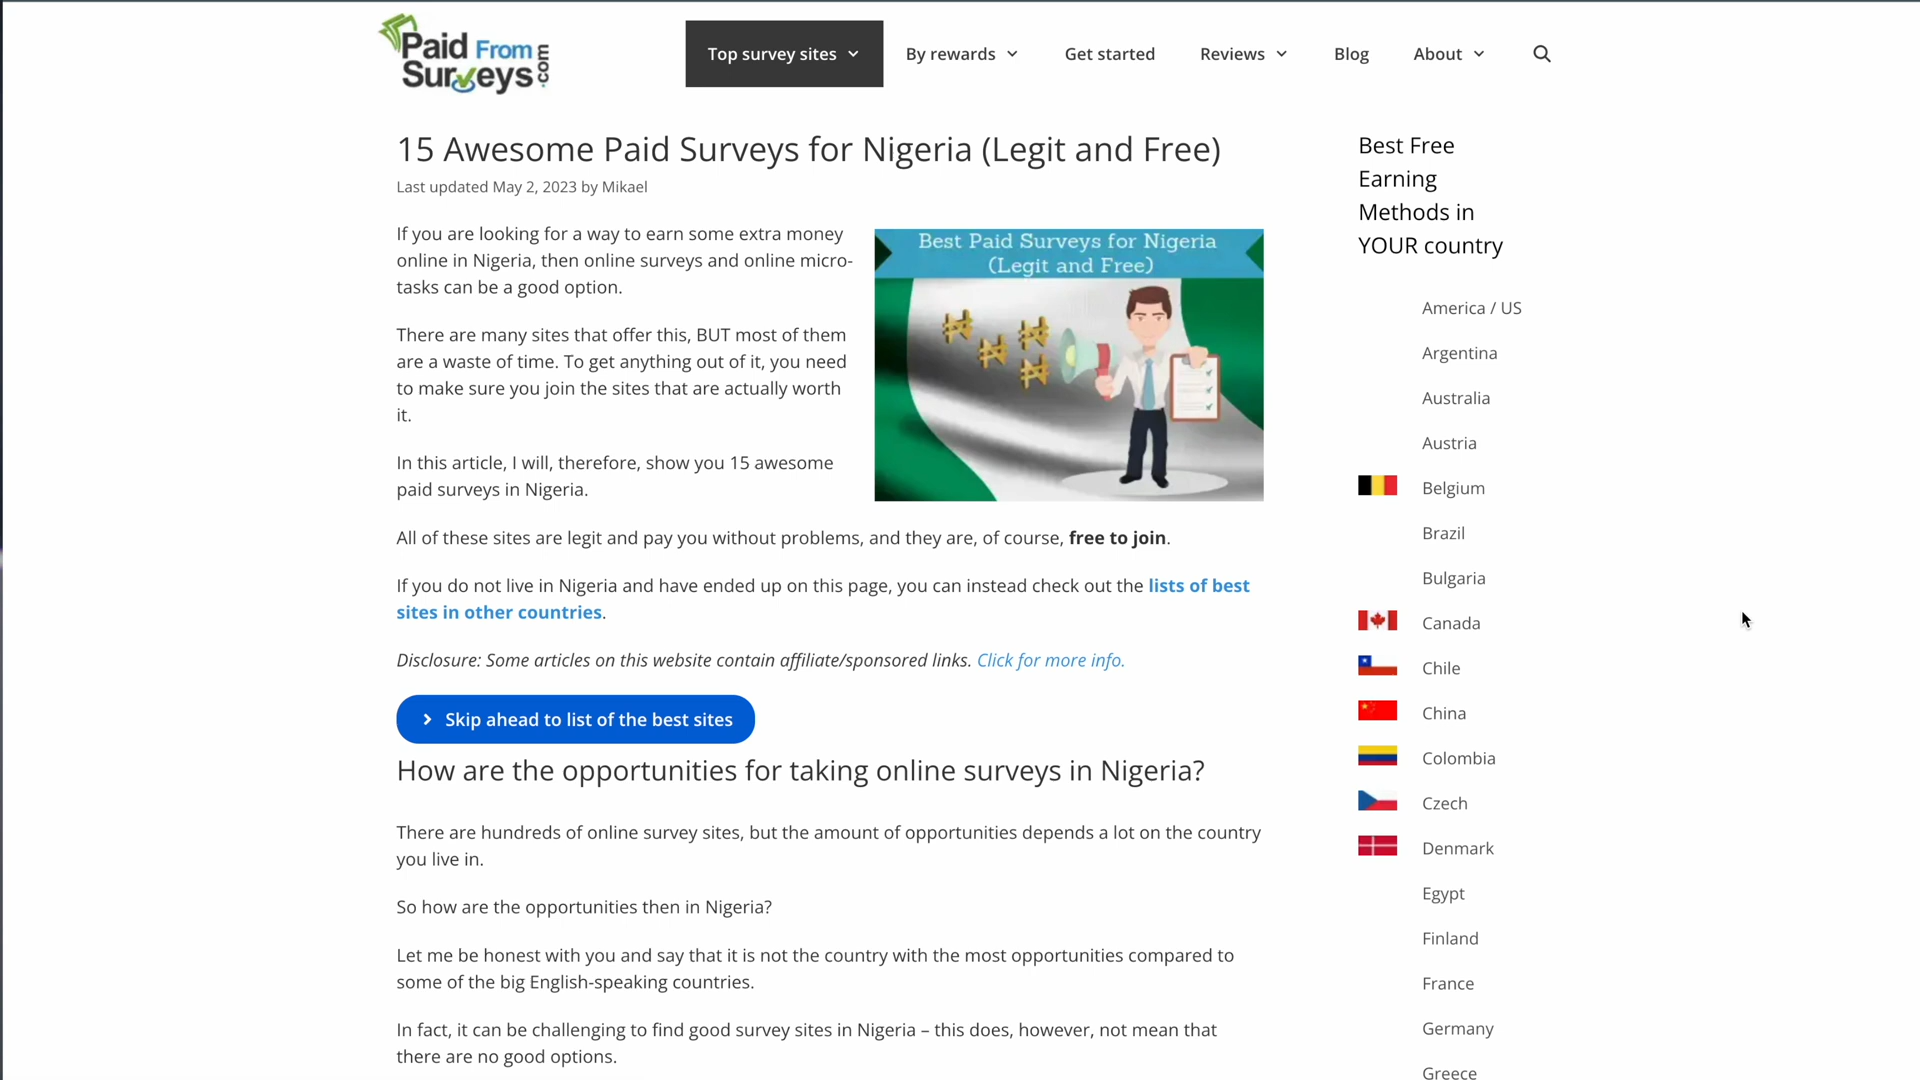 Paid From
Surveys.com
Top survey sites
By rewards
Get started
Reviews
Blog
About
15 Awesome Paid Surveys for Nigeria (Legit and Free)
Last updated May 2, 2023 by Mikael
If you are looking for a way to earn some extra money
online in Nigeria, then online surveys and online micro-
tasks can be a good option.
There are many sites that offer this, BUT most of them
are a waste of time. To get anything out of it, you need
to make sure you join the sites that are actually worth
it.
In this article, I will, therefore, show you 15 awesome
paid surveys in Nigeria.
Best Paid Surveys for Nigeria
(Legit and Free)
₦ ₦ ₦ ₦ ₦
All of these sites are legit and pay you without problems, and they are, of course, free to join.
If you do not live in Nigeria and have ended up on this page, you can instead check out the lists of best
sites in other countries.
Disclosure: Some articles on this website contain affiliate/sponsored links. Click for more info.
Skip ahead to list of the best sites
How are the opportunities for taking online surveys in Nigeria?
There are hundreds of online survey sites, but the amount of opportunities depends a lot on the country
you live in.
So how are the opportunities then in Nigeria?
Let me be honest with you and say that it is not the country with the most opportunities compared to
some of the big English-speaking countries.
In fact, it can be challenging to find good survey sites in Nigeria – this does, however, not mean that
there are no good options.
Best Free
Earning
Methods in
YOUR country
America / US
Argentina
Australia
Austria
Belgium
Brazil
Bulgaria
Canada
Chile
China
Colombia
Czech
Denmark
Egypt
Finland
France
Germany
Greece